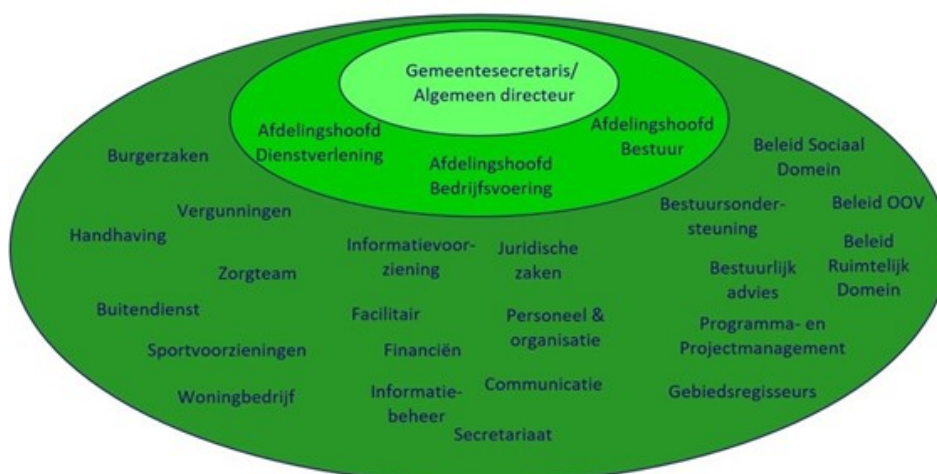 Gemeentesecretaris/
Algemeen directeur
Afdelingshoofd
Dienstverlening
Afdelingshoofd
Bedrijfsvoering
Afdelingshoofd
Bestuur
Burgerzaken
Vergunningen
Handhaving
Zorgteam
Buitendienst
Sportvoorzieningen
Woningbedrijf
Informatievoor-
ziening
Juridische
zaken
Facilitair
Personeel &
organisatie
Financiën
Informatie-
beheer
Communicatie
Secretariaat
Beleid Sociaal
Domein
Bestuursonder-
steuning
Beleid OOV
Bestuurlijk
advies
Beleid
Ruimtelijk
Domein
Programma- en
Projectmanagement
Gebiedsregisseurs